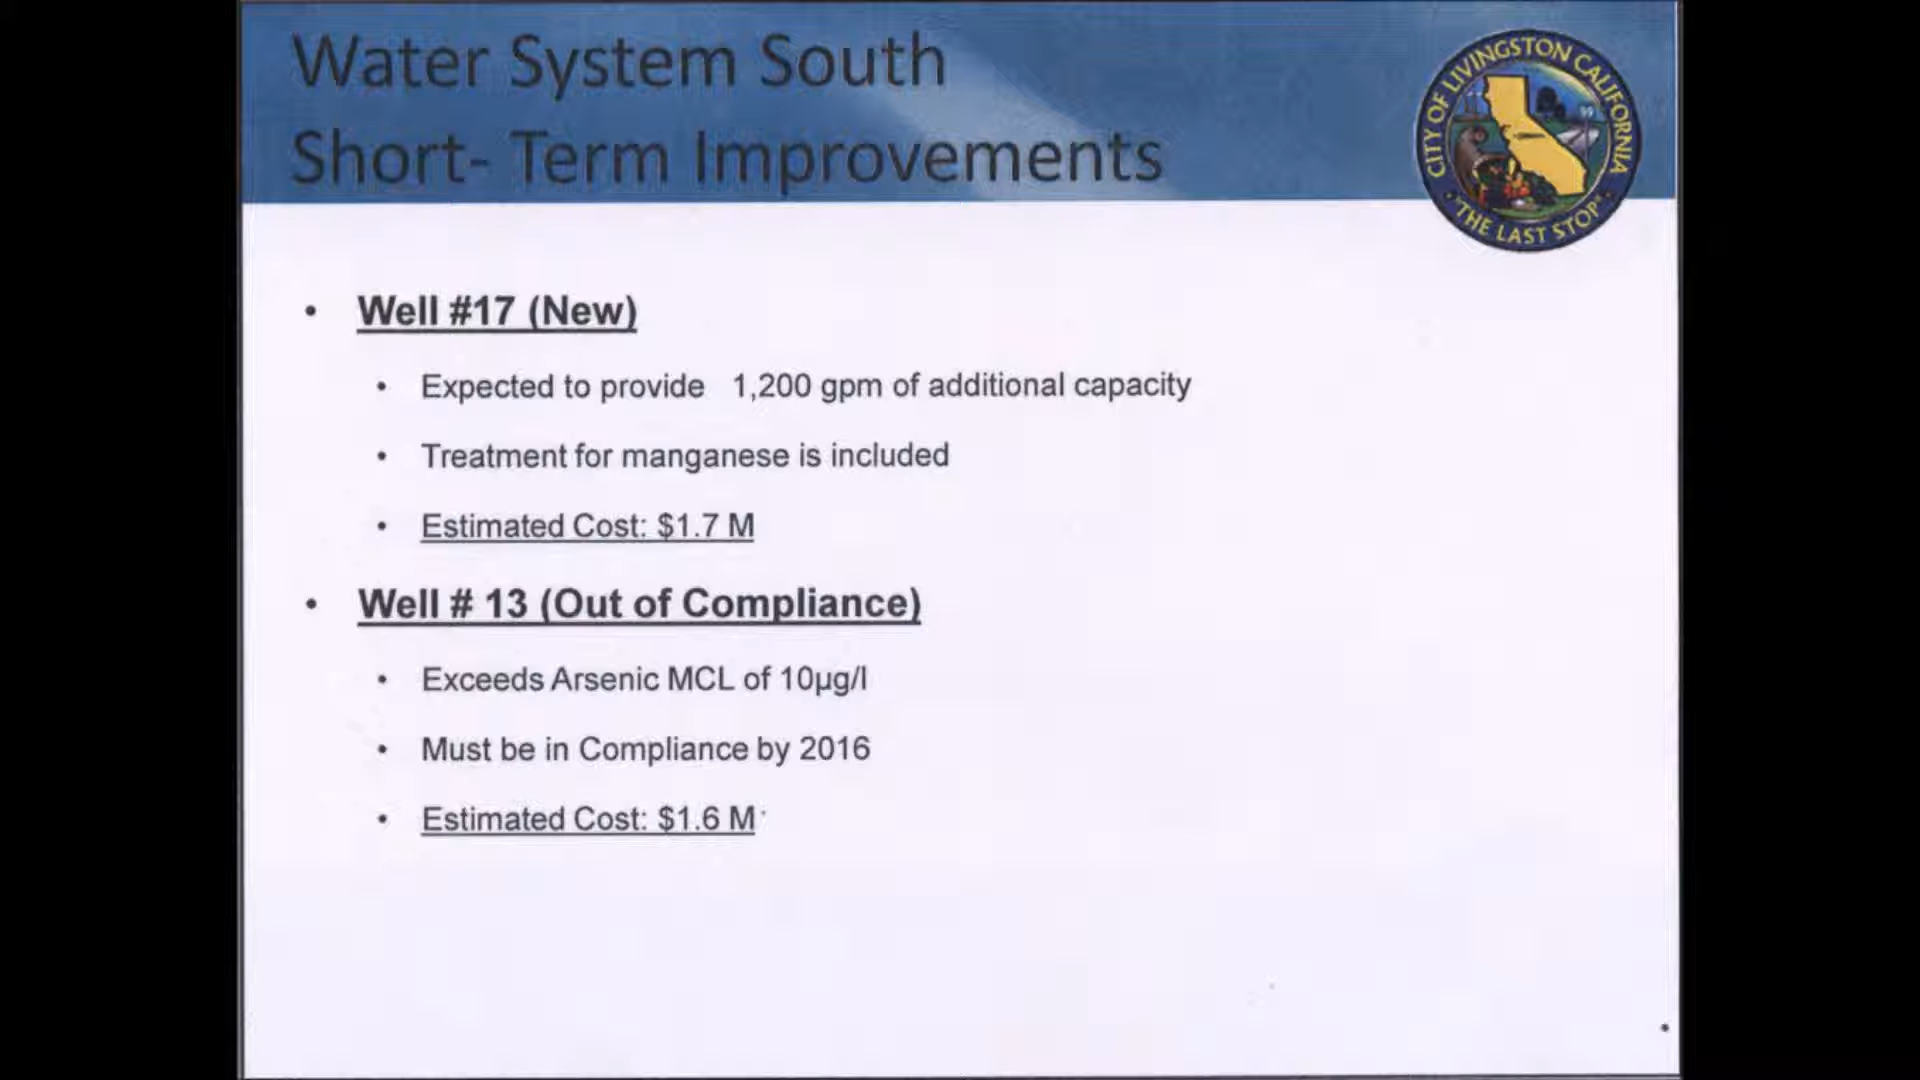 Water System South
Short- Term Improvements
CITY OF LIVINGSTON CALIFORNIA
"THE LAST STOP"
• Well #17 (New)
• Expected to provide 1,200 gpm of additional capacity
• Treatment for manganese is included
• Estimated Cost: $1.7 M
• Well # 13 (Out of Compliance)
• Exceeds Arsenic MCL of 10µg/l
• Must be in Compliance by 2016
• Estimated Cost: $1.6 M